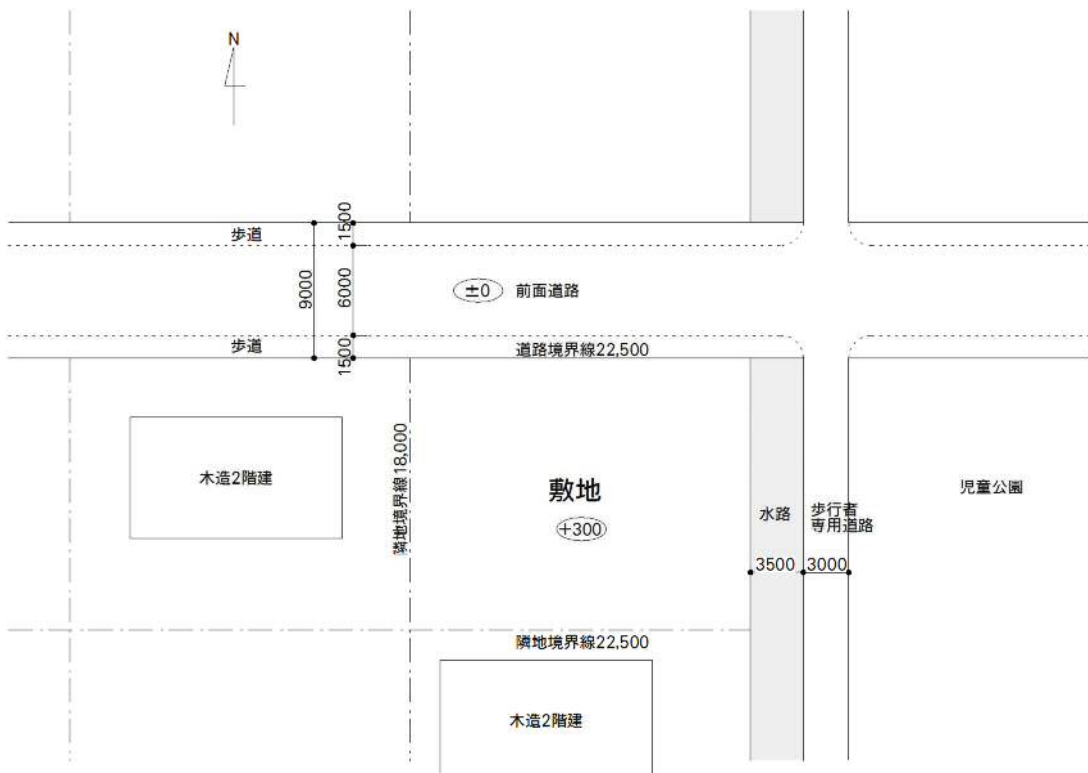 N
歩道
1500
9000
6000
±0
前面道路
歩道
1500
道路境界線22,500
木造2階建
隣地境界線18,000
敷地
+300
水路
歩行者
専用道路
児童公園
3500
3000
隣地境界線22,500
木造2階建